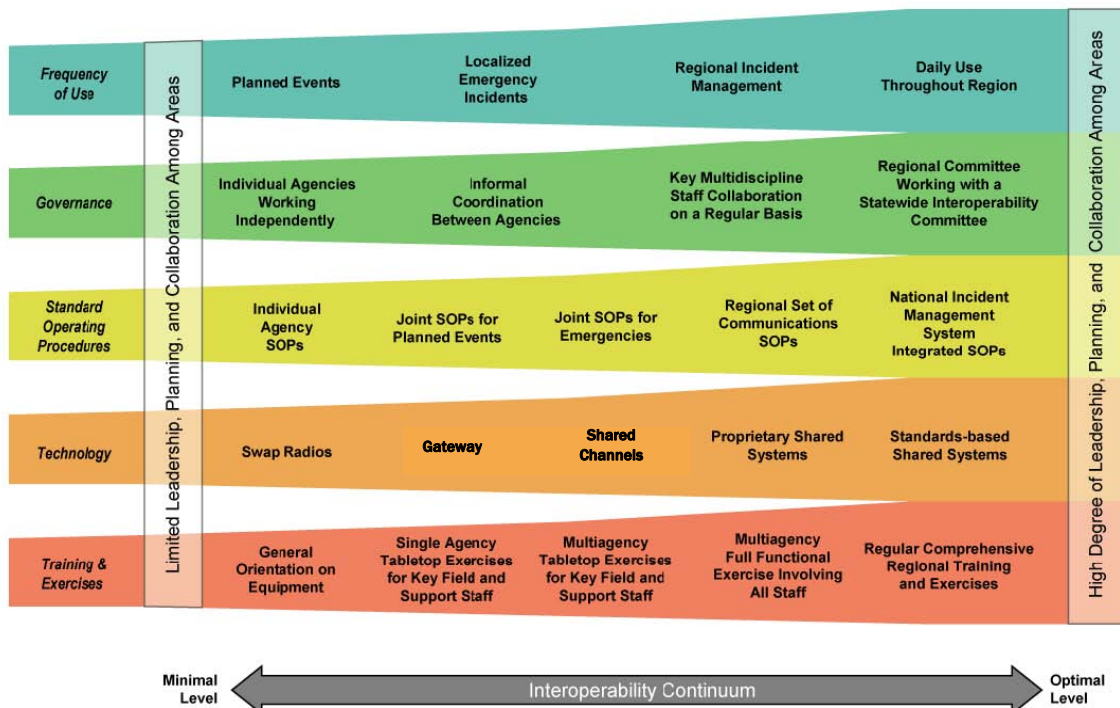 Frequency
of Use
Limited Leadership, Planning, and Collaboration Among Areas
Planned Events
Localized
Emergency
Incidents
Regional Incident
Management
Daily Use
Throughout Region
High Degree of Leadership, Planning, and Collaboration Among Areas
Governance
Individual Agencies
Working
Independently
Informal
Coordination
Between Agencies
Key Multidiscipline
Staff Collaboration
on a Regular Basis
Regional Committee
Working with a
Statewide Interoperability
Committee
Standard
Operating
Procedures
Individual
Agency
SOPs
Joint SOPs for
Planned Events
Joint SOPs for
Emergencies
Regional Set of
Communications
SOPs
National Incident
Management
System
Integrated SOPs
Technology
Swap Radios
Gateway
Shared
Channels
Proprietary Shared
Systems
Standards-based
Shared Systems
Training &
Exercises
General
Orientation on
Equipment
Single Agency
Tabletop Exercises
for Key Field and
Support Staff
Multiagency
Tabletop Exercises
for Key Field and
Support Staff
Multiagency
Full Functional
Exercise Involving
All Staff
Regular Comprehensive
Regional Training
and Exercises
Minimal
Level
Interoperability Continuum
Optimal
Level